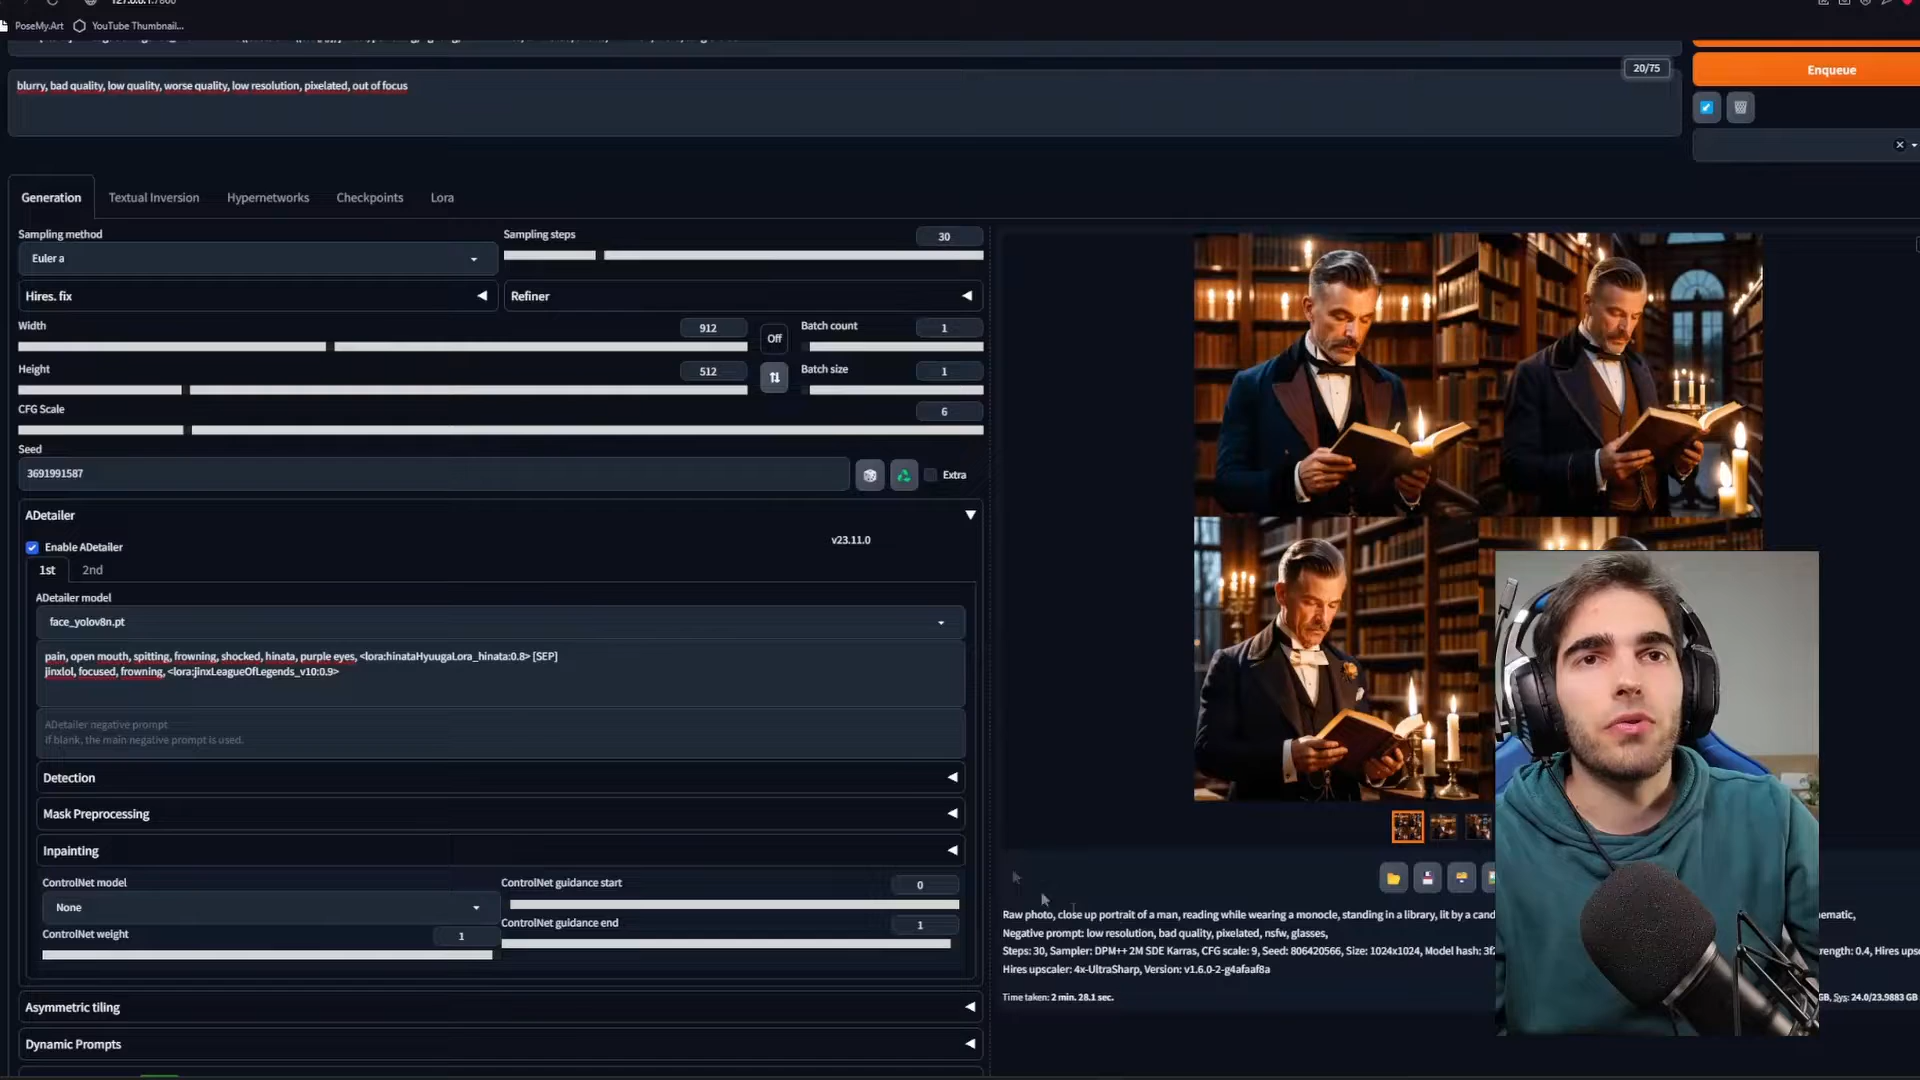 PoseMy.Art
YouTube Thumbnail...
20/75
Enqueue
blurry, bad quality, low quality, worse quality, low resolution, pixelated, out of focus
Generation
Textual Inversion
Hypernetworks
Checkpoints
Lora
Sampling method
Euler a
Sampling steps
30
Hires. fix
Refiner
Width
912
Off
Batch count
1
Height
512
Batch size
1
CFG Scale
6
Seed
3691991587
Extra
ADetailer
v23.11.0
Enable ADetailer
1st
2nd
ADetailer model
face_yolov8n.pt
pain, open mouth, spitting, frowning, shocked, hinata, purple eyes, <lora:hinataHyuugaLora_hinata:0.8> [SEP]
jinxlol, focused, frowning, <lora:jinxLeagueOfLegends_v10:0.9>
ADetailer negative prompt
If blank, the main negative prompt is used.
Detection
Mask Preprocessing
Inpainting
ControlNet model
None
ControlNet weight
1
ControlNet guidance start
0
ControlNet guidance end
1
Asymmetric tiling
Dynamic Prompts
Raw photo, close up portrait of a man, reading while wearing a monocle, standing in a library, lit by a cand ematic,
Negative prompt: low resolution, bad quality, pixelated, nsfw, glasses,
Steps: 30, Sampler: DPM++ 2M SDE Karras, CFG scale: 9, Seed: 806420566, Size: 1024x1024, Model hash: 3f2 rength: 0.4, Hires ups
Hires upscaler: 4x-UltraSharp, Version: v1.6.0-2-g4afaaf8a
Time taken: 2 min. 28.1 sec. GB, Sys: 24.0/23.9883 GB